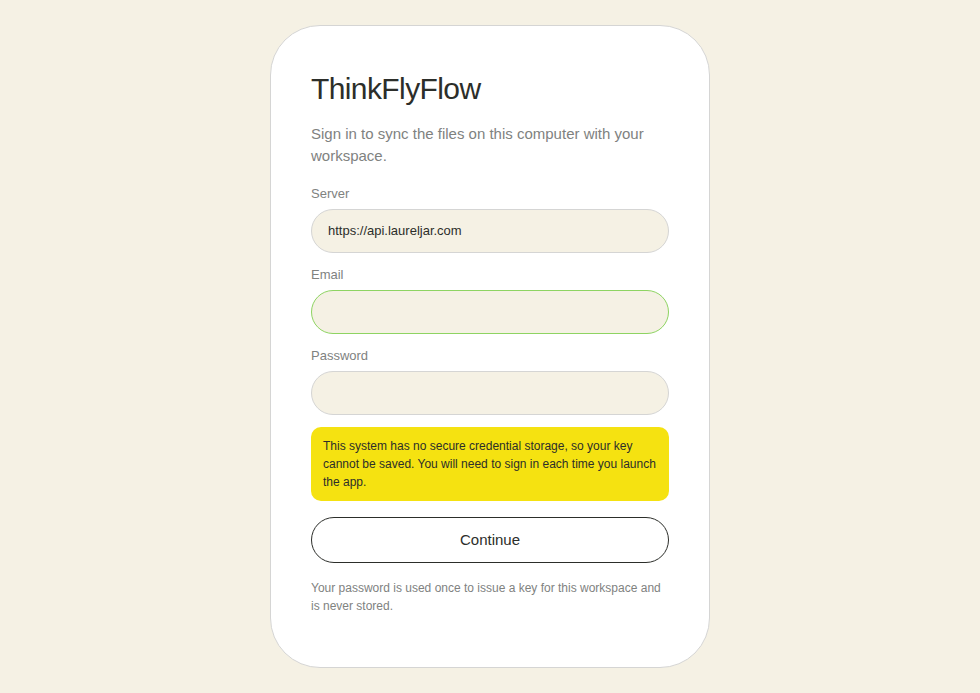 ThinkFlyFlow
Sign in to sync the files on this computer with your
workspace.
Server
https://api.laureljar.com
Email
Password
This system has no secure credential storage, so your key
cannot be saved. You will need to sign in each time you launch
the app.
Continue
Your password is used once to issue a key for this workspace and
is never stored.